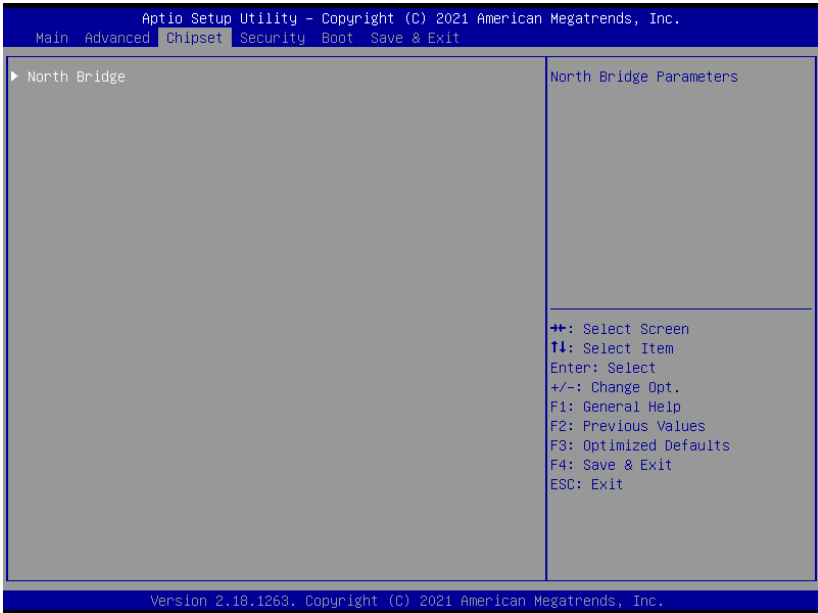 Aptio Setup Utility – Copyright (C) 2021 American Megatrends, Inc.
Main Advanced Chipset Security Boot Save & Exit
▶ North Bridge
North Bridge Parameters
→←: Select Screen
↑↓: Select Item
Enter: Select
+/-: Change Opt.
F1: General Help
F2: Previous Values
F3: Optimized Defaults
F4: Save & Exit
ESC: Exit
Version 2.18.1263. Copyright (C) 2021 American Megatrends, Inc.